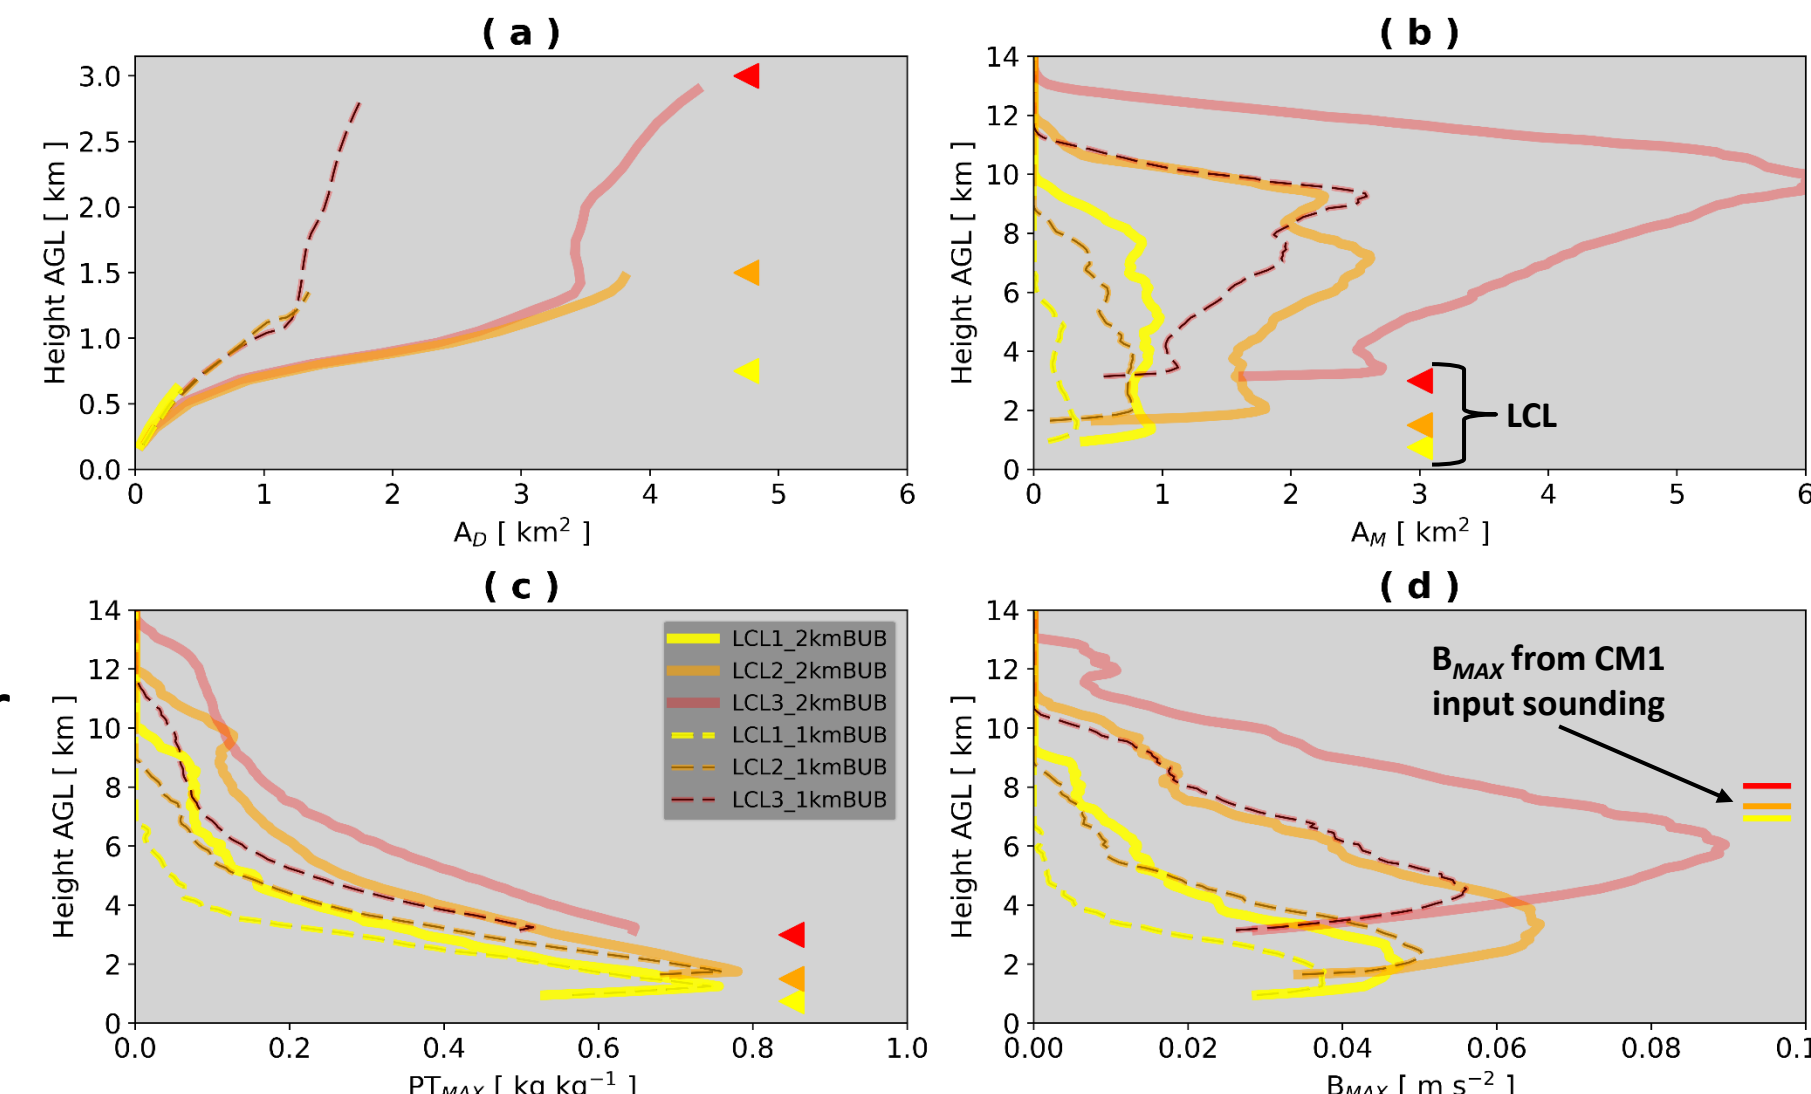 ( a )
3.0
2.5
2.0
1.5
1.0
0.5
0.0
Height AGL [ km ]
0 1 2 3 4 5 6
A_D [ km² ]
( b )
14
12
10
8
6
4
2
0
Height AGL [ km ]
LCL
0 1 2 3 4 5 6
A_M [ km² ]
( c )
14
12
10
8
6
4
2
0
Height AGL [ km ]
LCL1_2kmBUB
LCL2_2kmBUB
LCL3_2kmBUB
LCL1_1kmBUB
LCL2_1kmBUB
LCL3_1kmBUB
0.0 0.2 0.4 0.6 0.8 1.0
PT_MAX [ kg kg⁻¹ ]
( d )
14
12
10
8
6
4
2
0
Height AGL [ km ]
B_MAX from CM1
input sounding
0.00 0.02 0.04 0.06 0.08 0.1
B_MAX [ m s⁻² ]